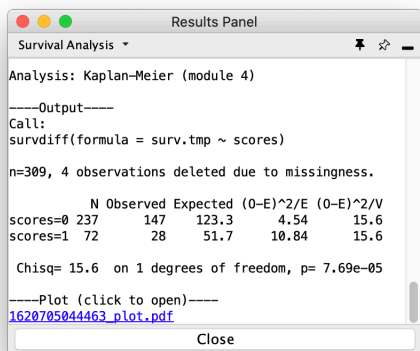 Results Panel
Survival Analysis
Analysis: Kaplan-Meier (module 4)
----Output----
Call:
survdiff(formula = surv.tmp ~ scores)
n=309, 4 observations deleted due to missingness.
N Observed Expected (O-E)^2/E (O-E)^2/V
scores=0 237 147 123.3 4.54 15.6
scores=1 72 28 51.7 10.84 15.6
Chisq= 15.6 on 1 degrees of freedom, p= 7.69e-05
----Plot (click to open)----
1620705044463_plot.pdf
Close